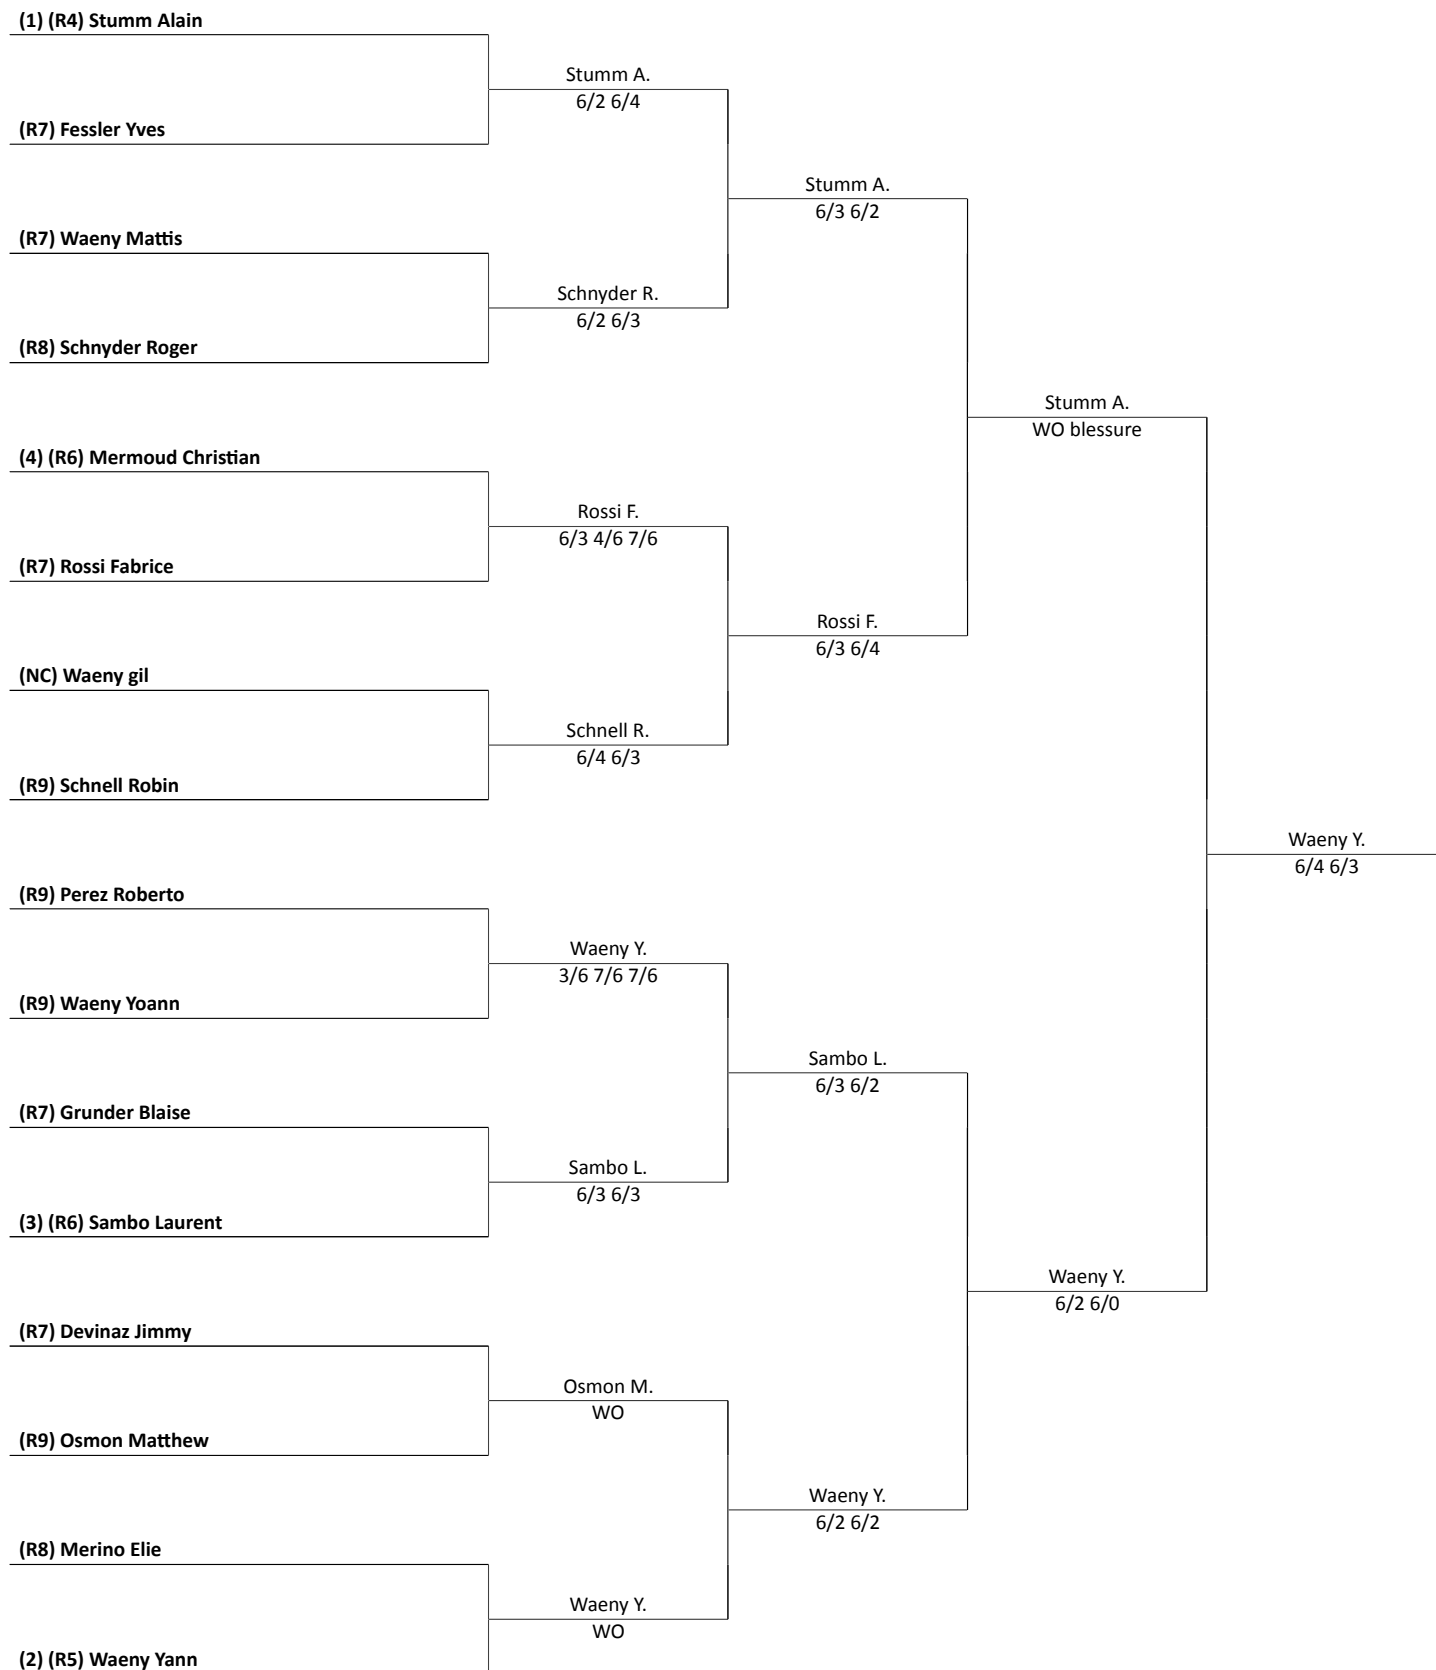 (1) (R4) Stumm Alain
Stumm A.
6/2 6/4
(R7) Fessler Yves
Stumm A.
6/3 6/2
(R7) Waeny Mattis
Schnyder R.
6/2 6/3
(R8) Schnyder Roger
Stumm A.
WO blessure
(4) (R6) Mermoud Christian
Rossi F.
6/3 4/6 7/6
(R7) Rossi Fabrice
Rossi F.
6/3 6/4
(NC) Waeny gil
Schnell R.
6/4 6/3
(R9) Schnell Robin
Waeny Y.
6/4 6/3
(R9) Perez Roberto
Waeny Y.
3/6 7/6 7/6
(R9) Waeny Yoann
Sambo L.
6/3 6/2
(R7) Grunder Blaise
Sambo L.
6/3 6/3
(3) (R6) Sambo Laurent
Waeny Y.
6/2 6/0
(R7) Devinaz Jimmy
Osmon M.
WO
(R9) Osmon Matthew
Waeny Y.
6/2 6/2
(R8) Merino Elie
Waeny Y.
WO
(2) (R5) Waeny Yann